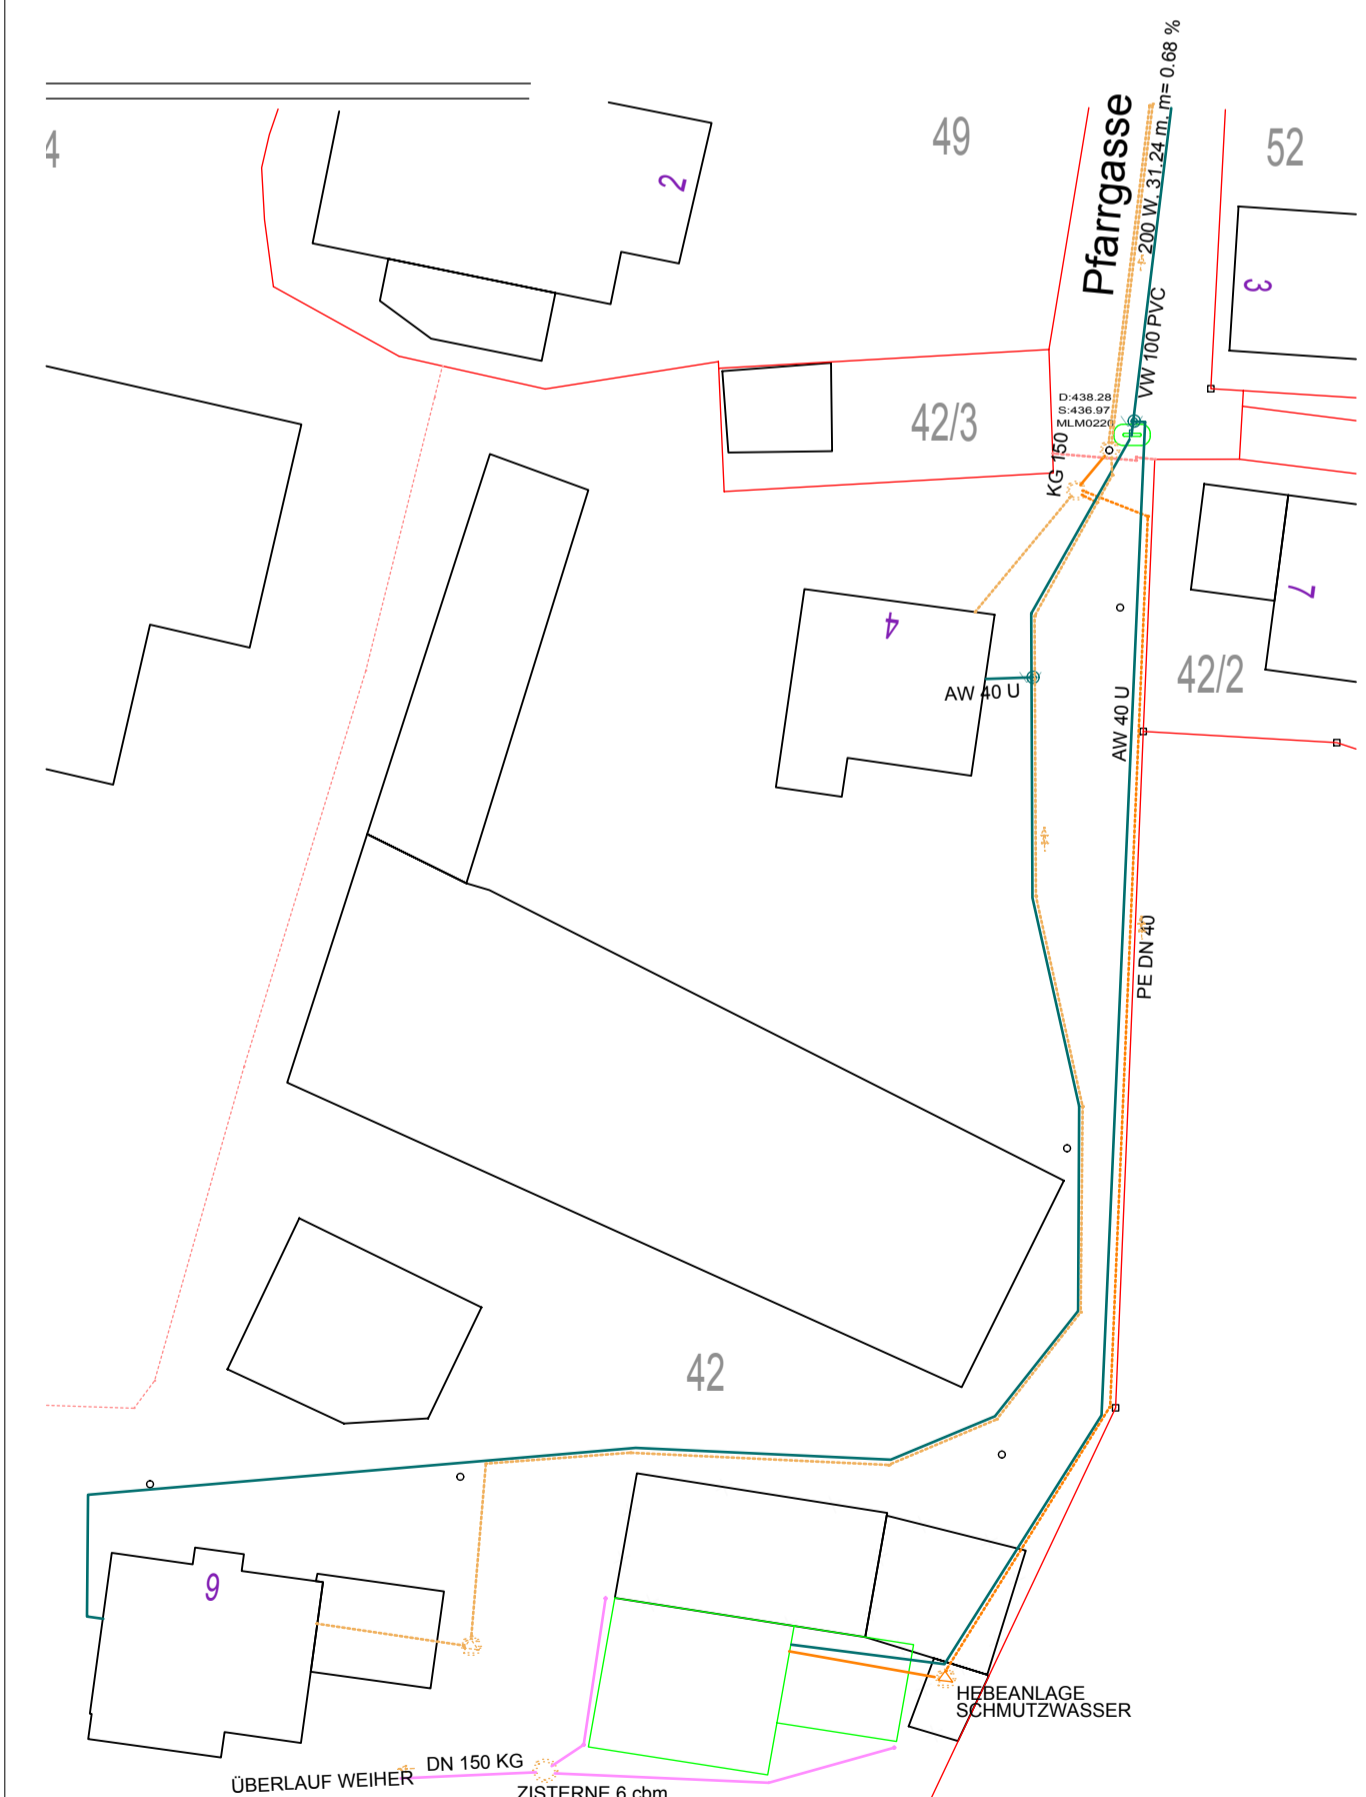 4
2
49
52
Pfarrgasse
200 W, 31.24 m, m= 0.68 %
3
VW 100 PVC
D:438.28
S:436.97
MLM0220
42/3
KG 150
7
4
42/2
AW 40 U
AW 40 U
PE DN 40
42
9
HEBEANLAGE
SCHMUTZWASSER
DN 150 KG
ÜBERLAUF WEIHER
ZISTERNE 6 cbm